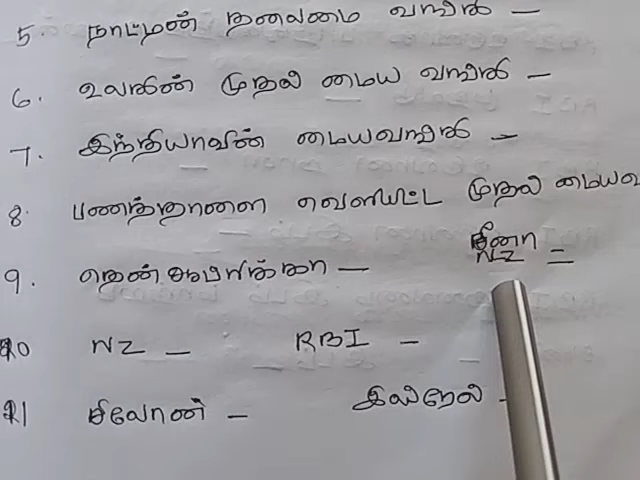 5. நாட்டின் தலைமை வங்கி –
6. உலகின் முதல் மைய வங்கி –
7. இந்தியாவின் மையவங்கி –
8. பணத்தாளை வெளியிட்ட முதல் மையவ
சீனா
9. தென் ஆப்பிரிக்கா – NZ =
10 NZ – RBI –
11 சிலோன் – இஸ்ரேல் –